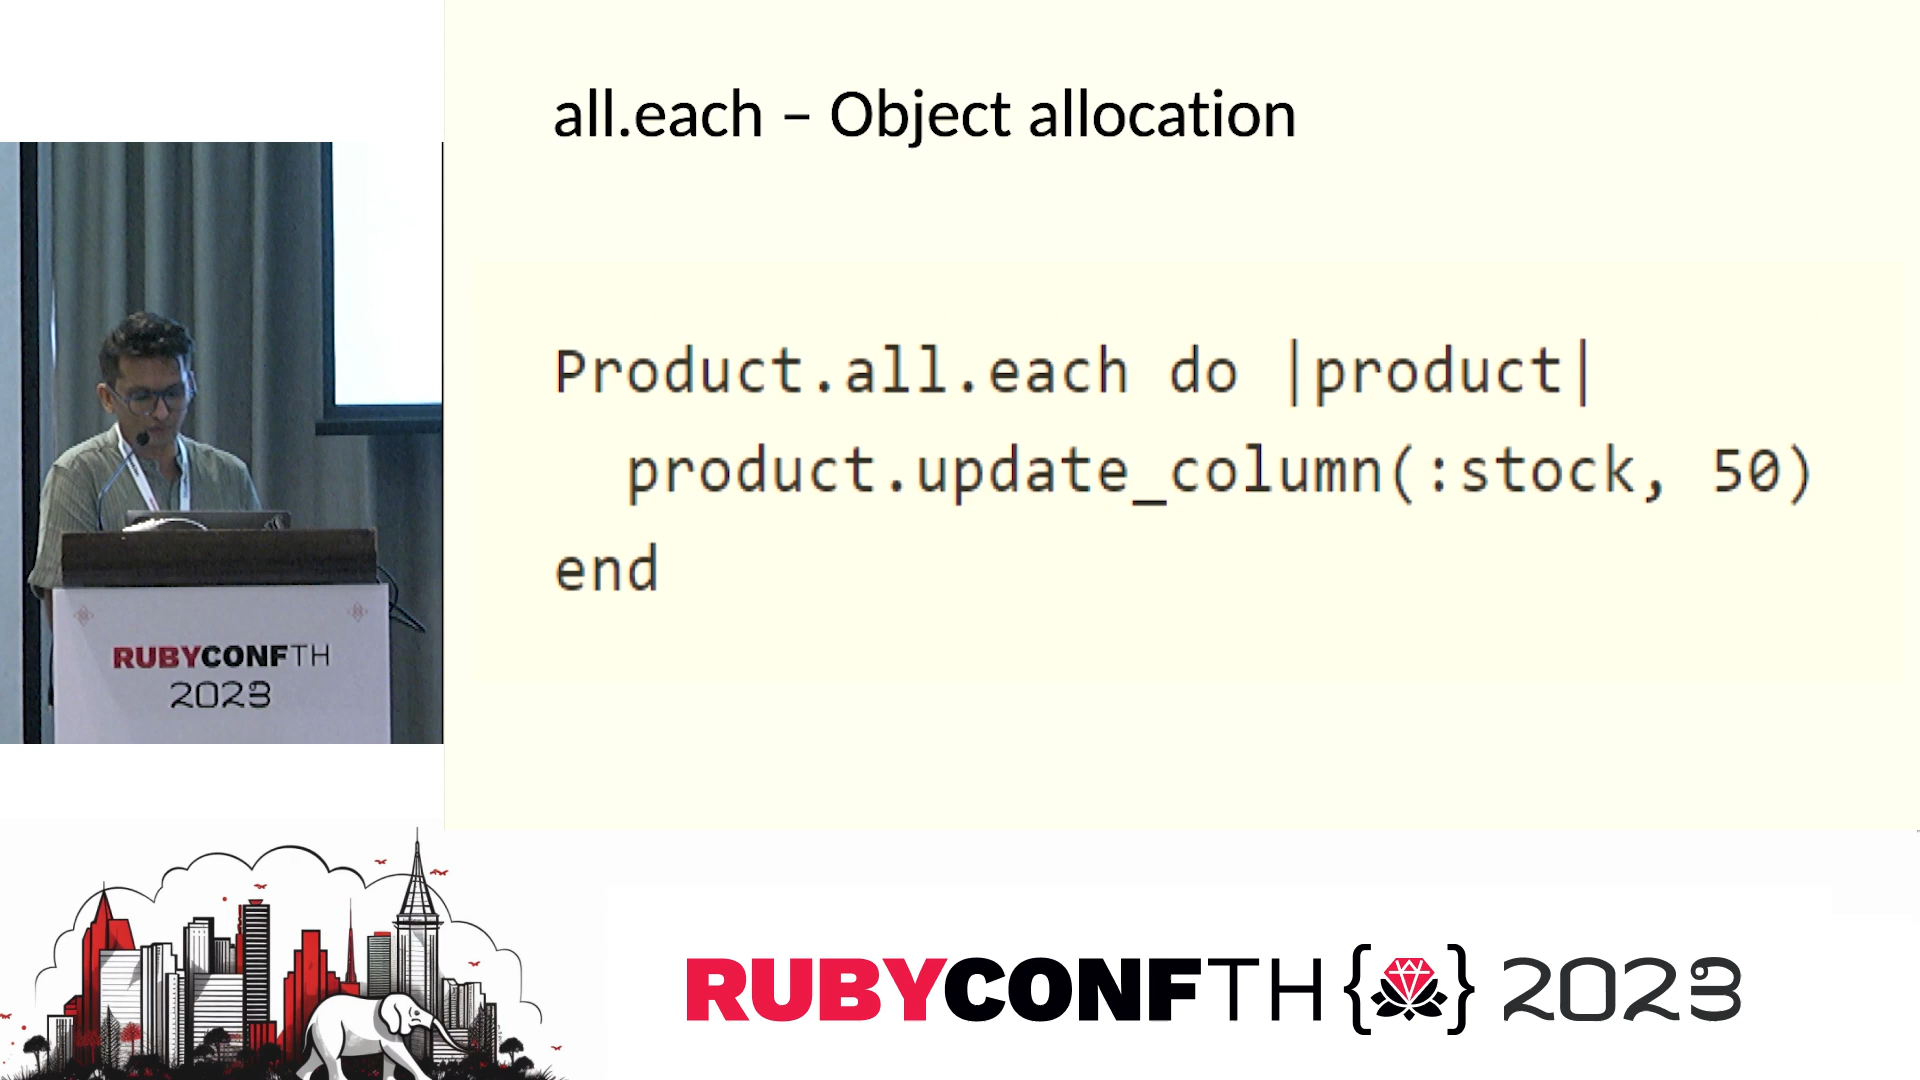 all.each – Object allocation
Product.all.each do |product|
  product.update_column(:stock, 50)
end
RUBYCONFTH
2023
RUBYCONFTH 2023